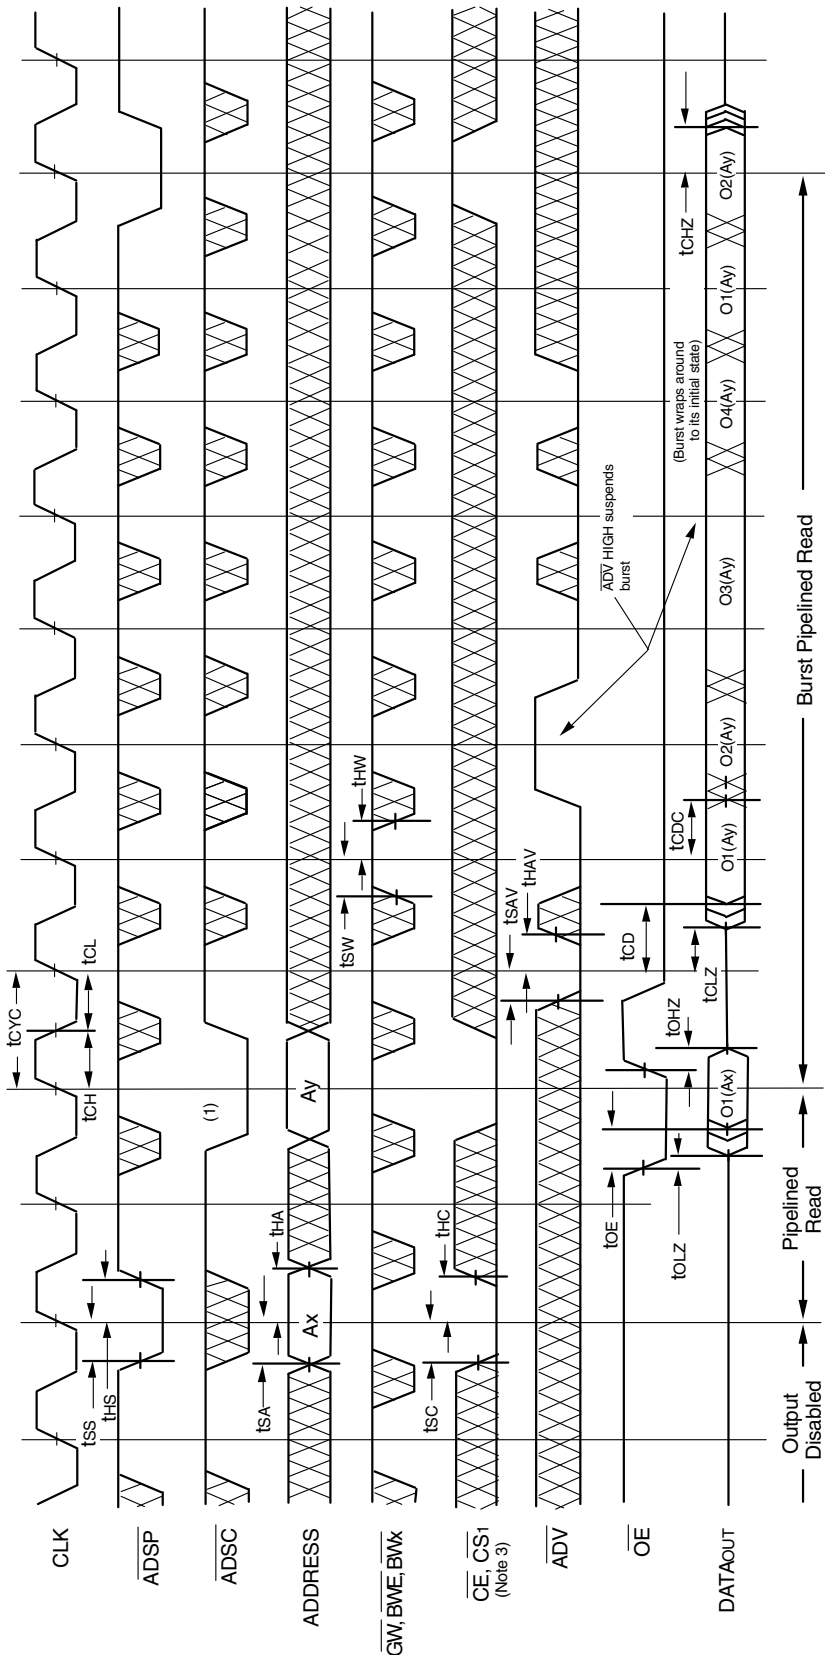 CLK
tCYC
tCH
tCL
ADSP
tSS
tHS
ADSC
(1)
ADDRESS
Ax
Ay
tSA
tHA
GW, BWE, BWx
tSW
tHW
CE, CS1
(Note 3)
tSC
tHC
ADV
tSAV
tHAV
ADV HIGH suspends
burst
OE
tOE
tOHZ
tOLZ
tCD
tCLZ
tCDC
tCHZ
(Burst wraps around
to its initial state)
DATAOUT
O1(Ax)
O1(Ay)
O2(Ay)
O3(Ay)
O4(Ay)
O1(Ay)
O2(Ay)
Output
Disabled
Pipelined
Read
Burst Pipelined Read